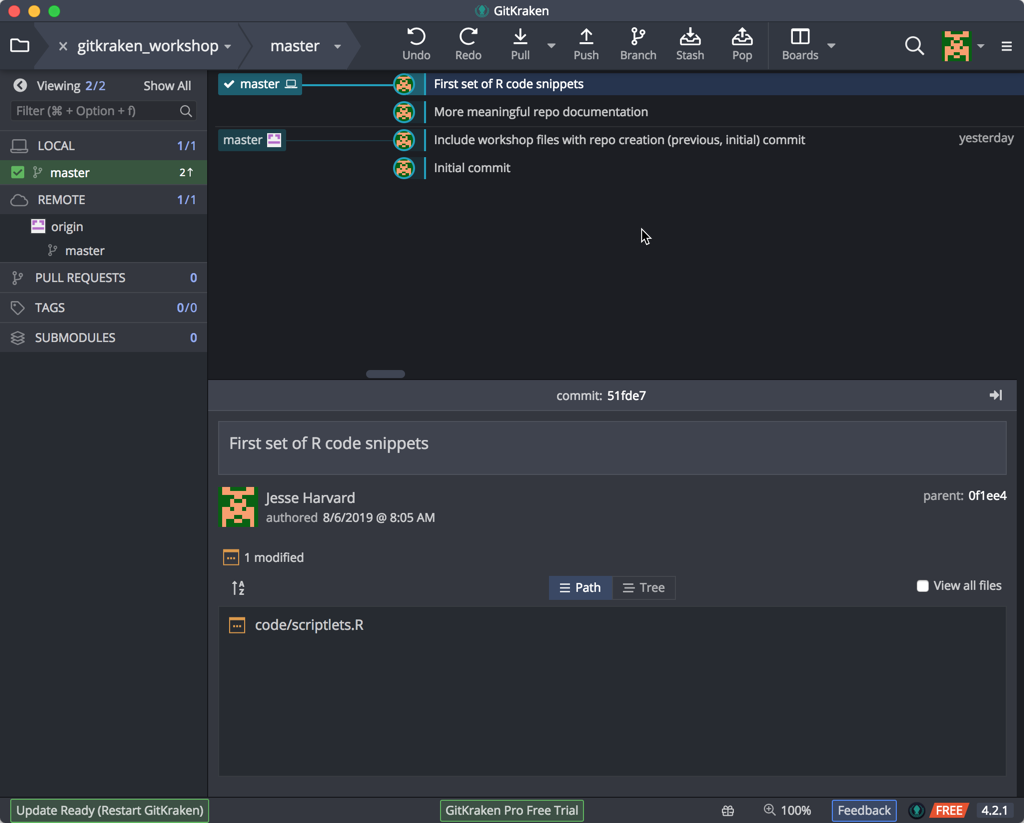 GitKraken
gitkraken_workshop
master
Undo
Redo
Pull
Push
Branch
Stash
Pop
Boards
Viewing 2/2 Show All
Filter (⌘ + Option + f)
LOCAL 1/1
master 2↑
REMOTE 1/1
origin
master
PULL REQUESTS 0
TAGS 0/0
SUBMODULES 0
master First set of R code snippets
More meaningful repo documentation
master Include workshop files with repo creation (previous, initial) commit yesterday
Initial commit
commit: 51fde7
First set of R code snippets
Jesse Harvard
authored 8/6/2019 @ 8:05 AM
parent: 0f1ee4
1 modified
A
Z
Path
Tree
View all files
code/scriptlets.R
Update Ready (Restart GitKraken)
GitKraken Pro Free Trial
100%
Feedback
FREE
4.2.1